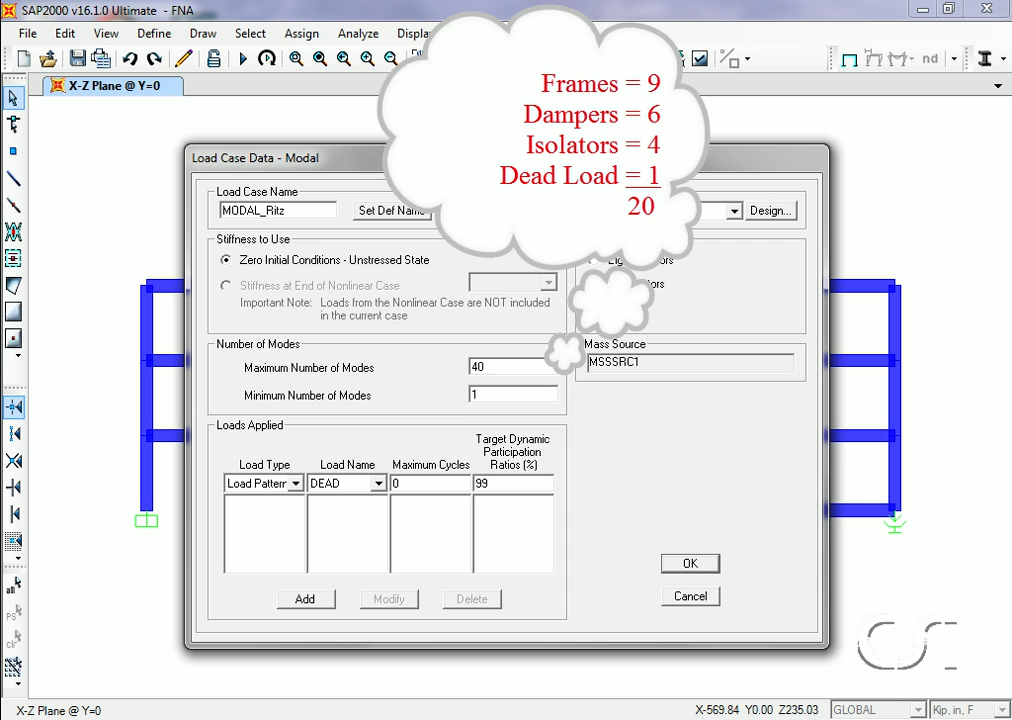 SAP2000 v16.1.0 Ultimate - FNA
File Edit View Define Draw Select Assign Analyze Display
nd
X-Z Plane @ Y=0
Frames = 9
Dampers = 6
Isolators = 4
Dead Load = 1
20
Load Case Data - Modal
Load Case Name
MODAL_Ritz
Set Def Name
Design...
Stiffness to Use
Zero Initial Conditions - Unstressed State
Stiffness at End of Nonlinear Case
Important Note: Loads from the Nonlinear Case are NOT included
in the current case
Number of Modes
Maximum Number of Modes
40
Minimum Number of Modes
1
Mass Source
MSSSRC1
Loads Applied
Load Type
Load Name
Maximum Cycles
Target Dynamic
Participation
Ratios (%)
Load Pattern
DEAD
0
99
Add
Modify
Delete
OK
Cancel
all
PS
clr
CSI
X-Z Plane @ Y=0
X-569.84 Y0.00 Z235.03
GLOBAL
Kip, in, F